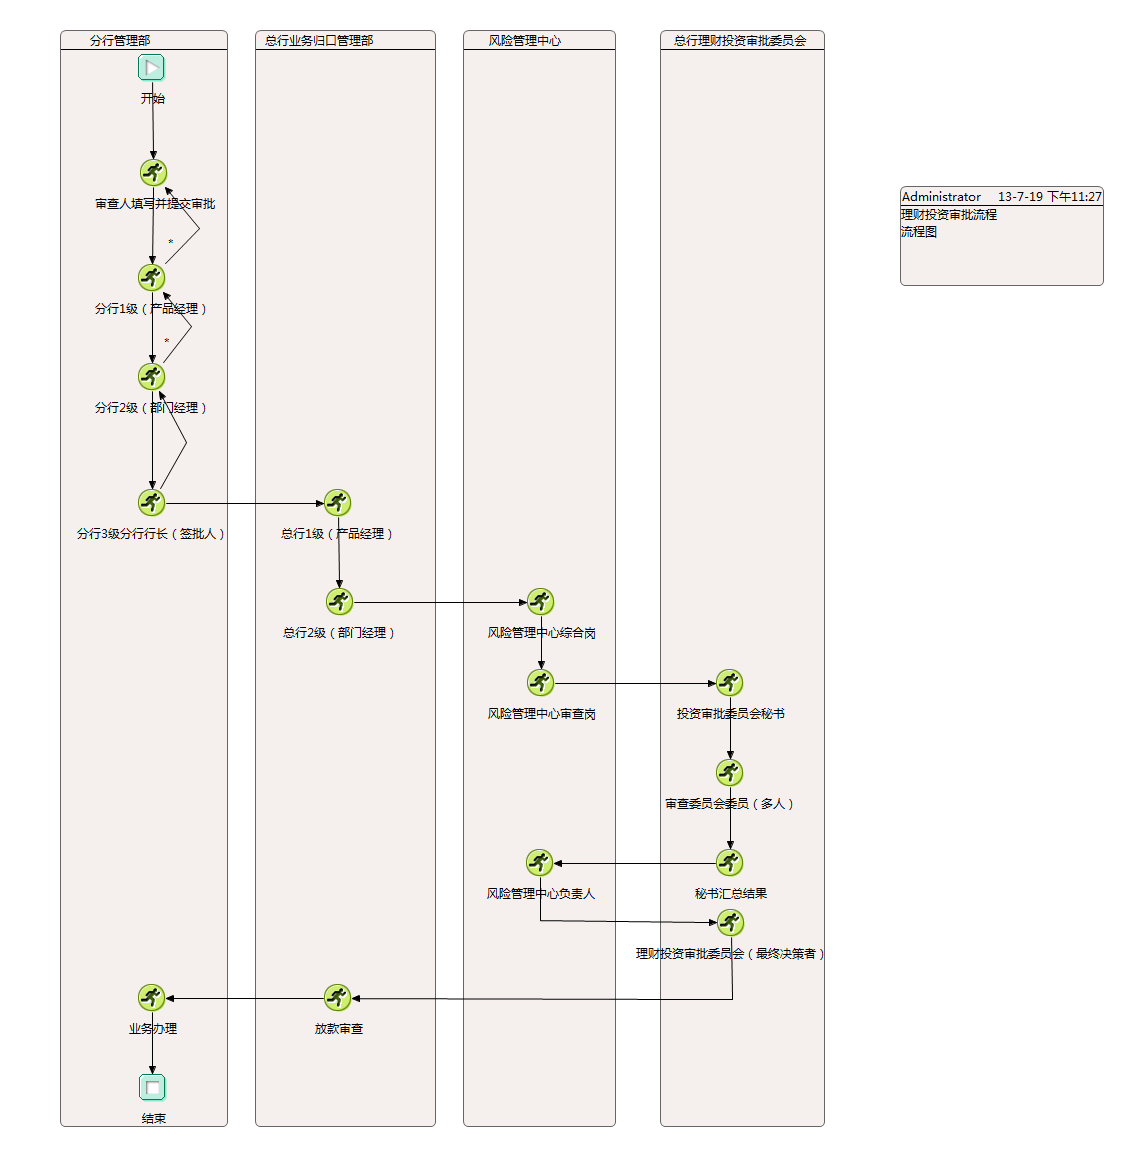 分行管理部
总行业务归口管理部
风险管理中心
总行理财投资审批委员会
开始
审查人填写并提交审批
*
分行1级（产品经理）
*
分行2级（部门经理）
分行3级分行行长（签批人）
总行1级（产品经理）
总行2级（部门经理）
风险管理中心综合岗
风险管理中心审查岗
投资审批委员会秘书
审查委员会委员（多人）
风险管理中心负责人
秘书汇总结果
理财投资审批委员会（最终决策者）
业务办理
放款审查
结束
Administrator 13-7-19 下午11:27
理财投资审批流程
流程图